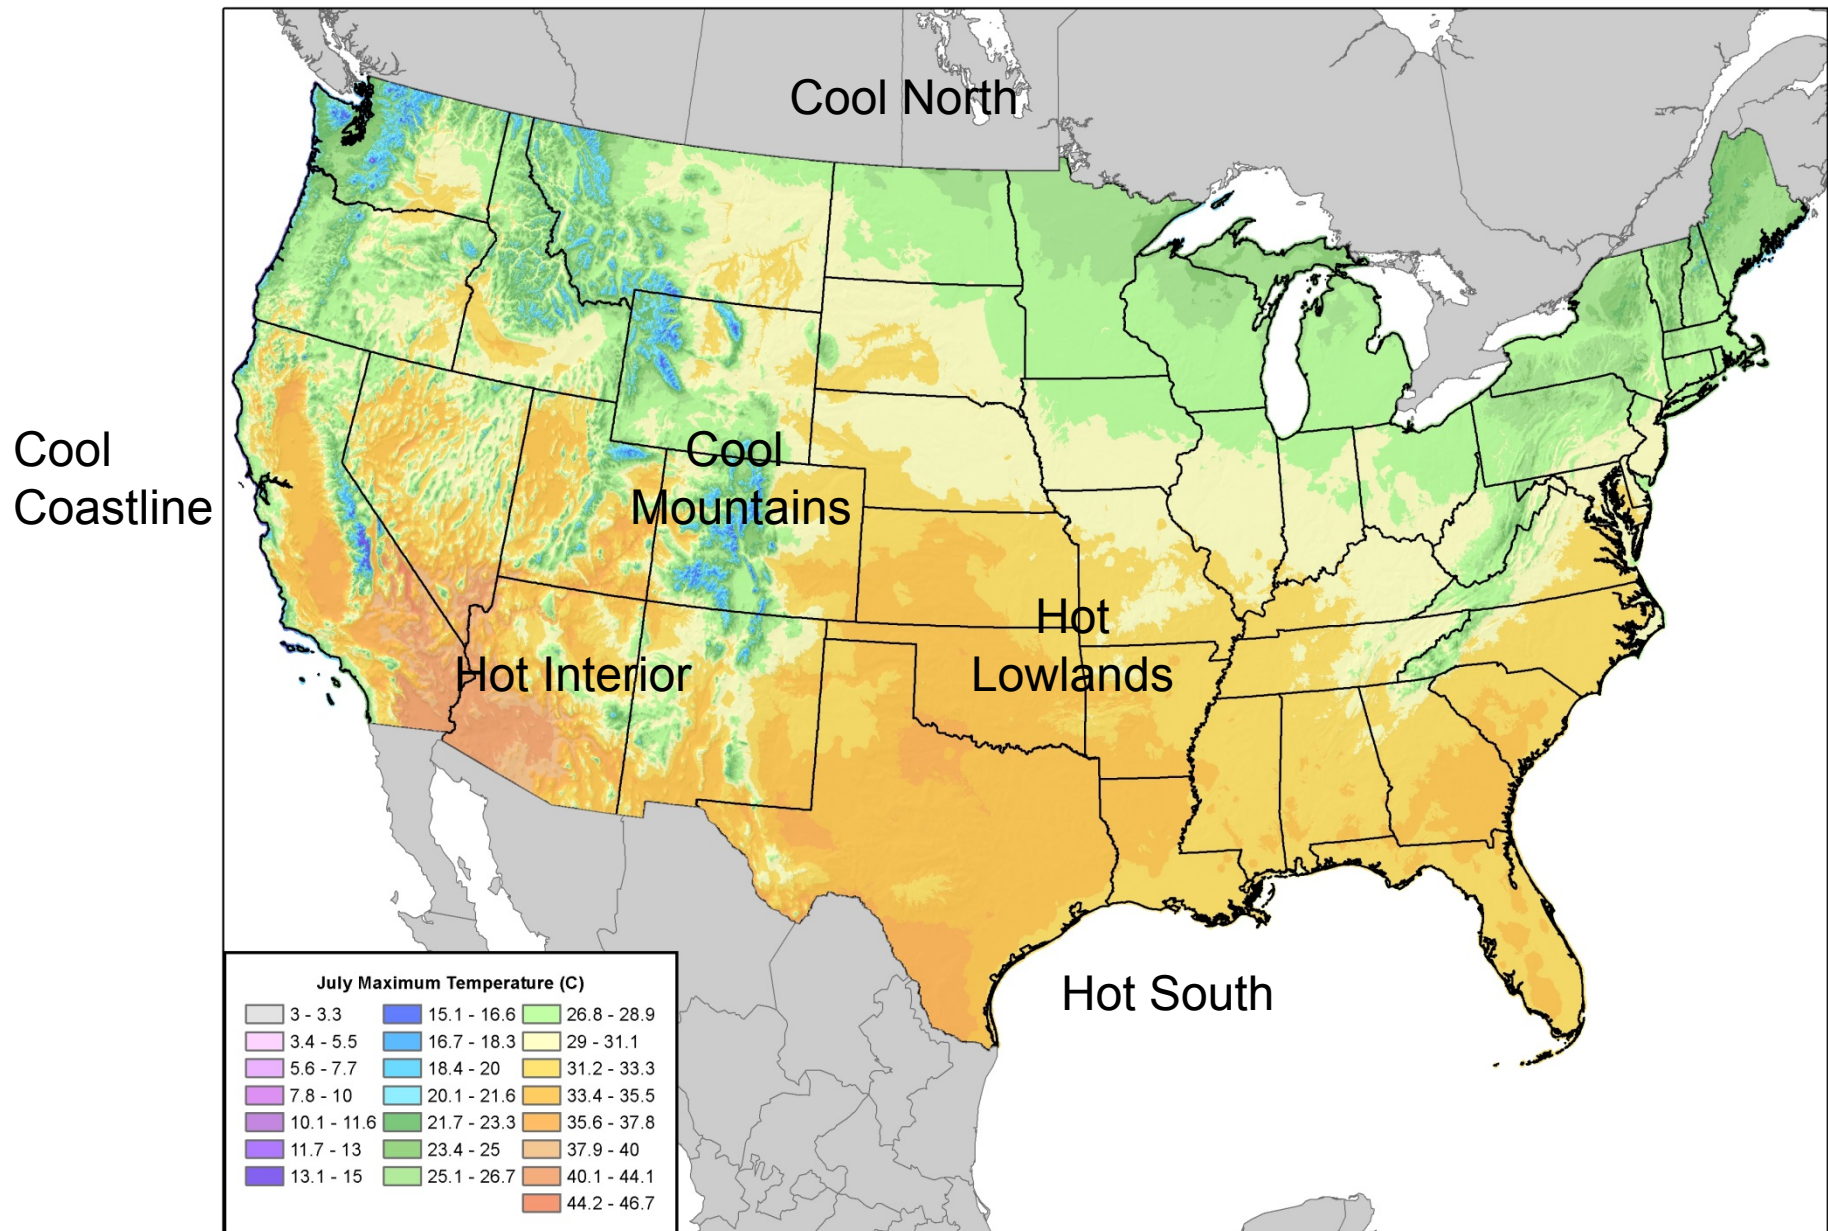 Cool North
Cool
Coastline
Cool
Mountains
Hot
Lowlands
Hot Interior
Hot South
July Maximum Temperature (C)
3 - 3.3
3.4 - 5.5
5.6 - 7.7
7.8 - 10
10.1 - 11.6
11.7 - 13
13.1 - 15
15.1 - 16.6
16.7 - 18.3
18.4 - 20
20.1 - 21.6
21.7 - 23.3
23.4 - 25
25.1 - 26.7
26.8 - 28.9
29 - 31.1
31.2 - 33.3
33.4 - 35.5
35.6 - 37.8
37.9 - 40
40.1 - 44.1
44.2 - 46.7